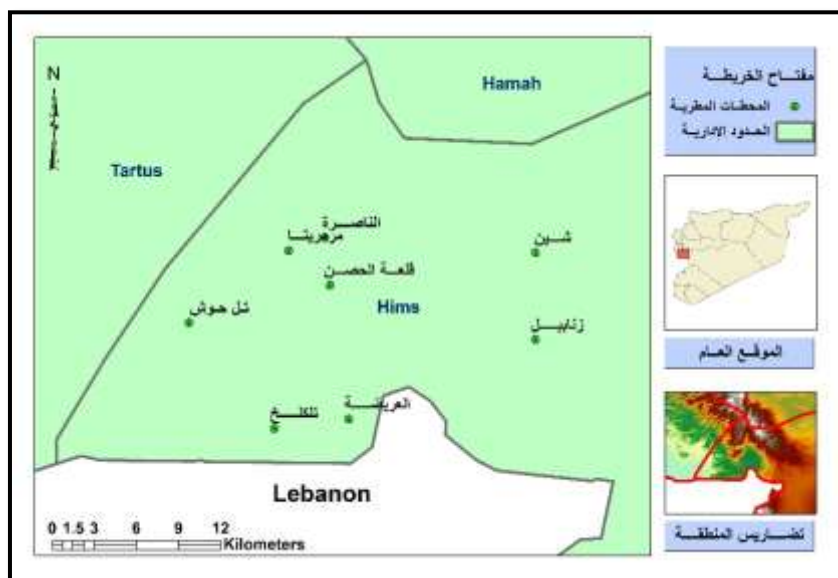 N
Hamah
Tartus
Hims
Lebanon
الناصرة
مرمريتا
قلعة الحصن
تل حوش
شين
زنابيل
العريضة
تلكلخ
0 1.5 3 6 9 12
Kilometers
مفتاح الخريطة
المحطات المطرية
الحدود الادارية
الموقع العام
تضاريس المنطقة